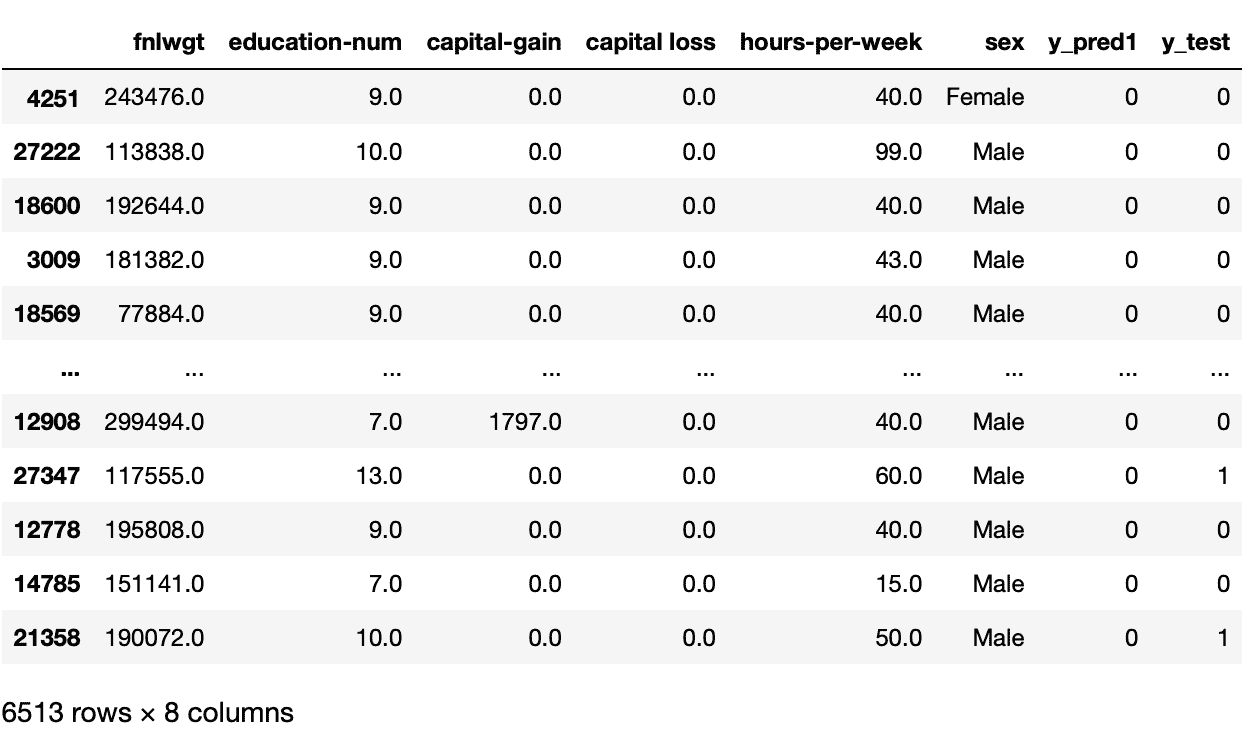 fnlwgt education-num capital-gain capital loss hours-per-week sex y_pred1 y_test
4251 243476.0 9.0 0.0 0.0 40.0 Female 0 0
27222 113838.0 10.0 0.0 0.0 99.0 Male 0 0
18600 192644.0 9.0 0.0 0.0 40.0 Male 0 0
3009 181382.0 9.0 0.0 0.0 43.0 Male 0 0
18569 77884.0 9.0 0.0 0.0 40.0 Male 0 0
... ... ... ... ... ... ... ... ...
12908 299494.0 7.0 1797.0 0.0 40.0 Male 0 0
27347 117555.0 13.0 0.0 0.0 60.0 Male 0 1
12778 195808.0 9.0 0.0 0.0 40.0 Male 0 0
14785 151141.0 7.0 0.0 0.0 15.0 Male 0 0
21358 190072.0 10.0 0.0 0.0 50.0 Male 0 1
6513 rows × 8 columns